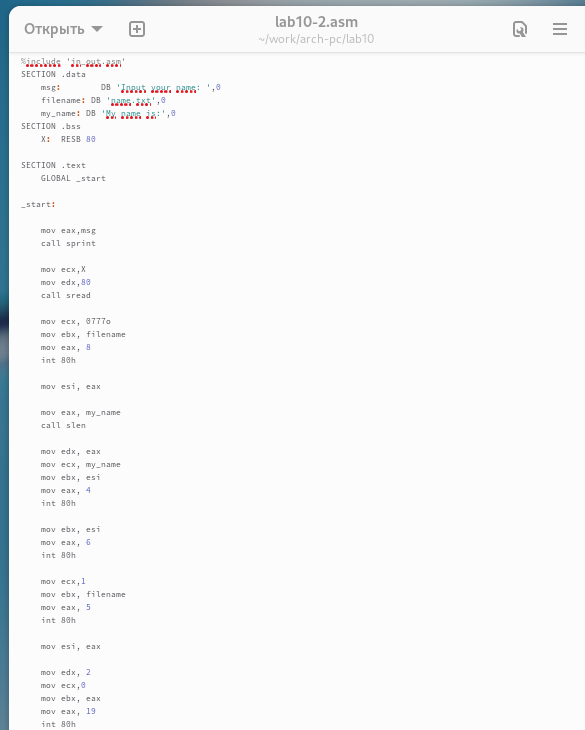 Открыть
lab10-2.asm
~/work/arch-pc/lab10
%include 'in_out.asm'
SECTION .data
msg: DB 'Input your name: ',0
filename: DB 'name.txt',0
my_name: DB 'My name is:',0
SECTION .bss
X: RESB 80
SECTION .text
GLOBAL _start
_start:
mov eax,msg
call sprint
mov ecx,X
mov edx,80
call sread
mov ecx, 0777o
mov ebx, filename
mov eax, 8
int 80h
mov esi, eax
mov eax, my_name
call slen
mov edx, eax
mov ecx, my_name
mov ebx, esi
mov eax, 4
int 80h
mov ebx, esi
mov eax, 6
int 80h
mov ecx,1
mov ebx, filename
mov eax, 5
int 80h
mov esi, eax
mov edx, 2
mov ecx,0
mov ebx, eax
mov eax, 19
int 80h